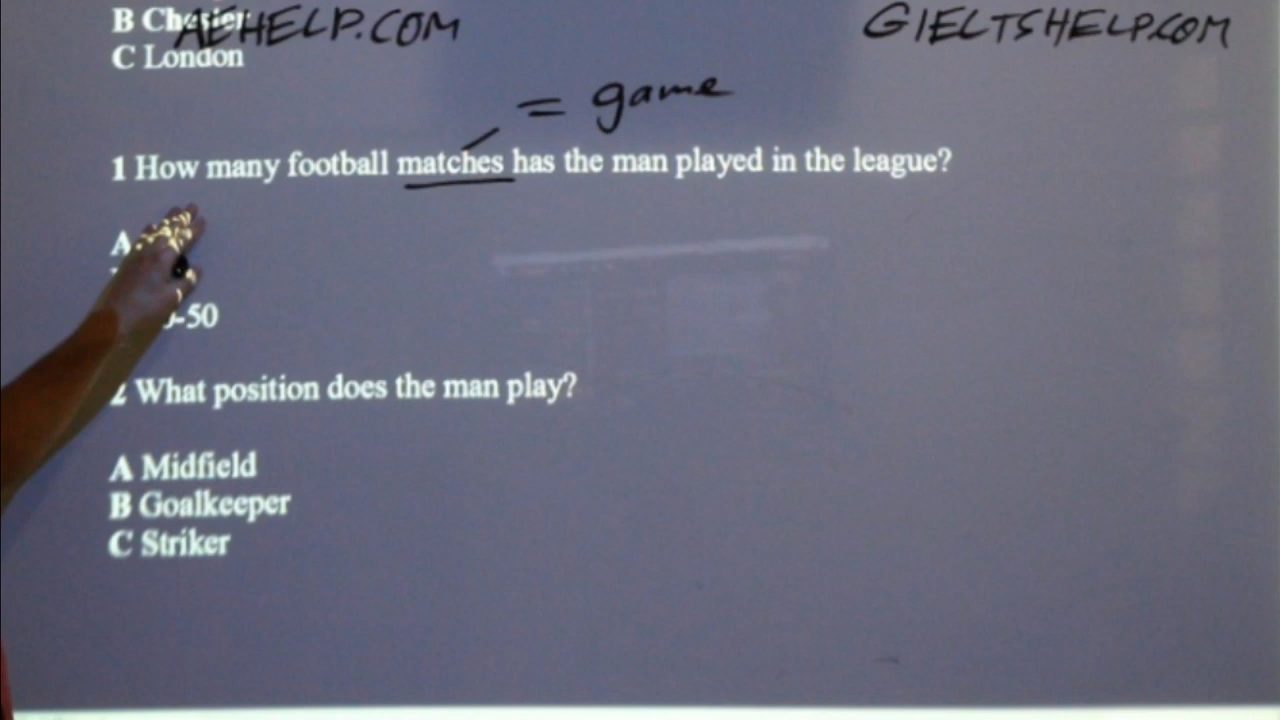 B Chester
AEHELP.COM
GIELTSHELP.COM
C London
= game
1 How many football matches has the man played in the league?
A
-50
2 What position does the man play?
A Midfield
B Goalkeeper
C Striker